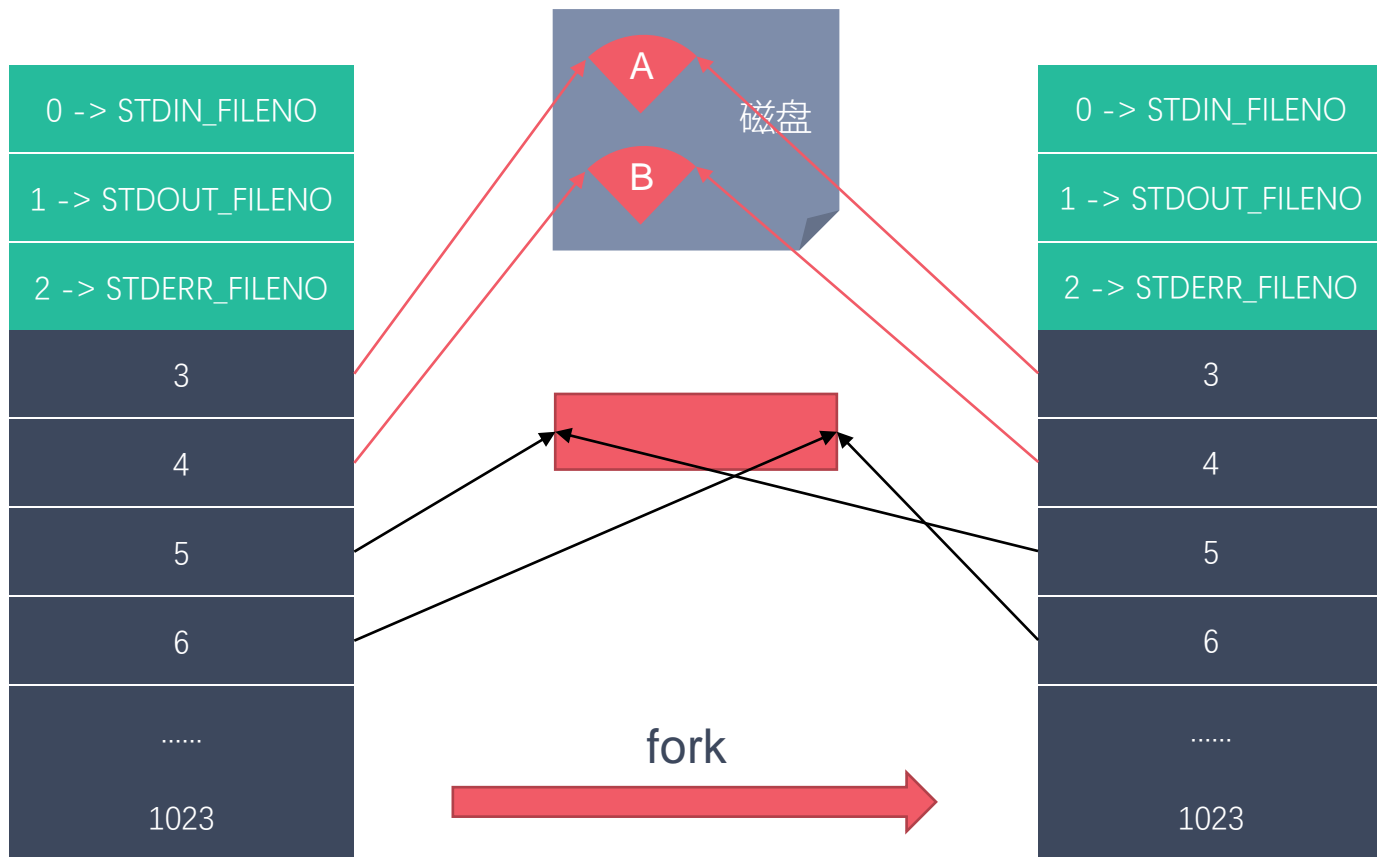 0 -> STDIN_FILENO
1 -> STDOUT_FILENO
2 -> STDERR_FILENO
3
4
5
6
......
1023
A
磁盘
B
fork
0 -> STDIN_FILENO
1 -> STDOUT_FILENO
2 -> STDERR_FILENO
3
4
5
6
......
1023